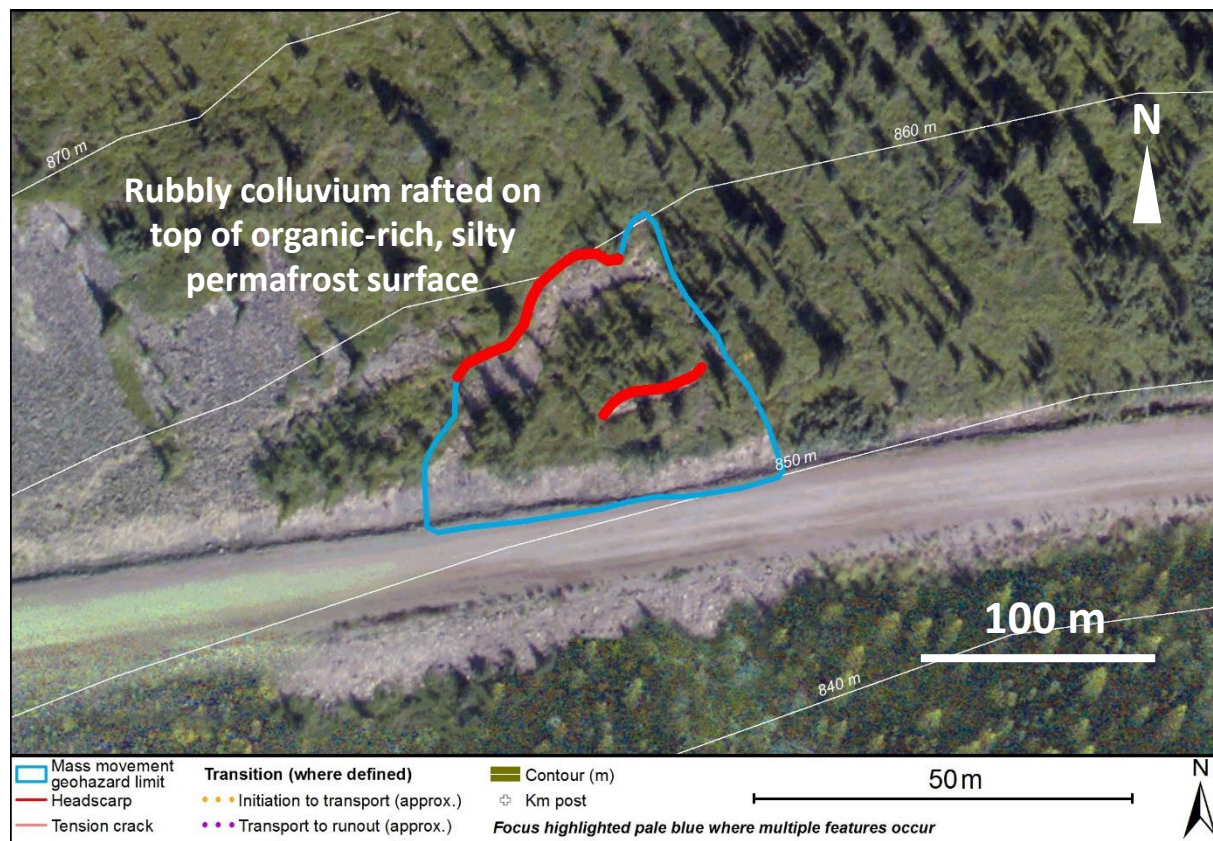 870 m
860 m
N
Rubbly colluvium rafted on
top of organic-rich, silty
permafrost surface
850 m
100 m
840 m
Mass movement
geohazard limit
Headscarp
Tension crack
Transition (where defined)
Initiation to transport (approx.)
Transport to runout (approx.)
Contour (m)
Km post
Focus highlighted pale blue where multiple features occur
50 m
N